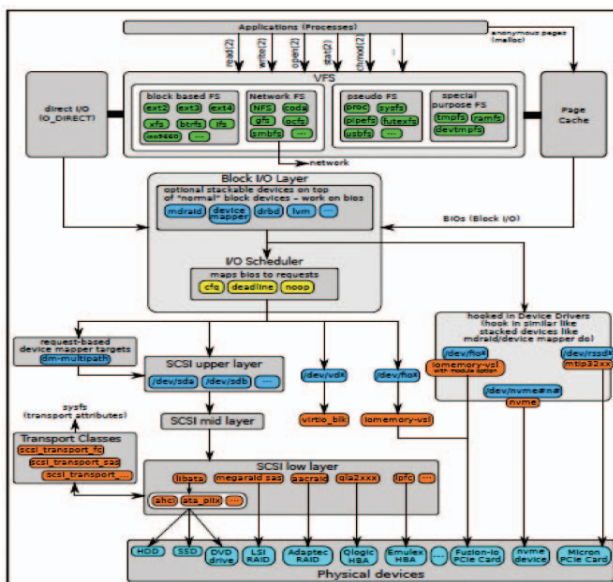 Applications (Processes)
anonymous pages
(malloc)
read(2)
write(2)
open(2)
stat(2)
chmod(2)
...
VFS
direct I/O
(O_DIRECT)
block based FS
ext2 ext3 ext4
xfs btrfs ifs
iso9660 ...
Network FS
NFS coda
gfs ocfs
smbfs ...
pseudo FS
proc sysfs
pipefs futexfs
usbfs ...
special
purpose FS
tmpfs ramfs
devtmpfs
Page
Cache
network
Block I/O Layer
optional stackable devices on top
of "normal" block devices – work on bios
mdraid device mapper drbd lvm ...
BIOs (Block I/O)
I/O Scheduler
maps bios to requests
cfq deadline noop
hooked in Device Drivers
(hook in similar like
stacked devices like
mdraid/device mapper do)
/dev/fio* /dev/rssd*
iomemory-vsl mtip32xx
with module option
/dev/nvme#n#
nvme
request-based
device mapper targets
dm-multipath
SCSI upper layer
/dev/sda /dev/sdb ...
/dev/vd* /dev/fio*
sysfs
(transport attributes)
SCSI mid layer
virtio_blk iomemory-vsl
Transport Classes
scsi_transport_fc
scsi_transport_sas
scsi_transport_...
SCSI low layer
libata megaraid_sas aacraid qla2xxx lpfc ...
ahci ata_piix ...
HDD SSD DVD drive LSI RAID Adaptec RAID Qlogic HBA Emulex HBA ... Fusion-io PCIe Card nvme device Micron PCIe Card
Physical devices